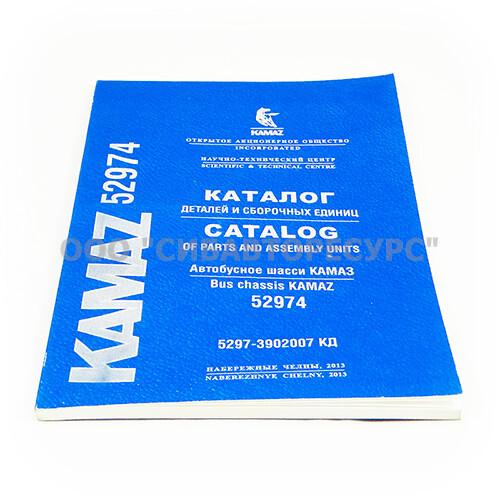 KAMAZ 52974
KAMAZ
ОТКРЫТОЕ АКЦИОНЕРНОЕ ОБЩЕСТВО
INCORPORATED
НАУЧНО-ТЕХНИЧЕСКИЙ ЦЕНТР
SCIENTIFIC & TECHNICAL CENTRE
КАТАЛОГ
ДЕТАЛЕЙ И СБОРОЧНЫХ ЕДИНИЦ
CATALOG
ООО "СИБАВТОРЕСУРС"
OF PARTS AND ASSEMBLY UNITS
Автобусное шасси КАМАЗ
Bus chassis KAMAZ
52974
5297-3902007 КД
НАБЕРЕЖНЫЕ ЧЕЛНЫ, 2013
NABEREZHNYE CHELNY, 2013